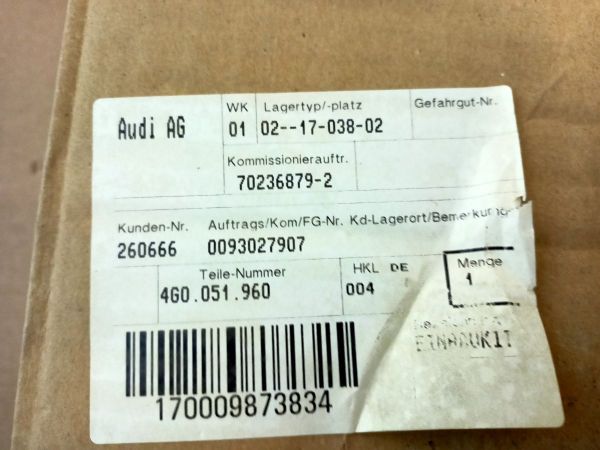 Audi AG
WK Lagertyp/-platz Gefahrgut-Nr.
01 02--17-038-02
Kommissionierauftr.
70236879-2
Kunden-Nr. Auftrags/Kom/FG-Nr. Kd-Lagerort/Bemerkung
260666 0093027907
Teile-Nummer HKL DE Menge
4G0.051.960 004 1
EINBAUKIT
170009873834